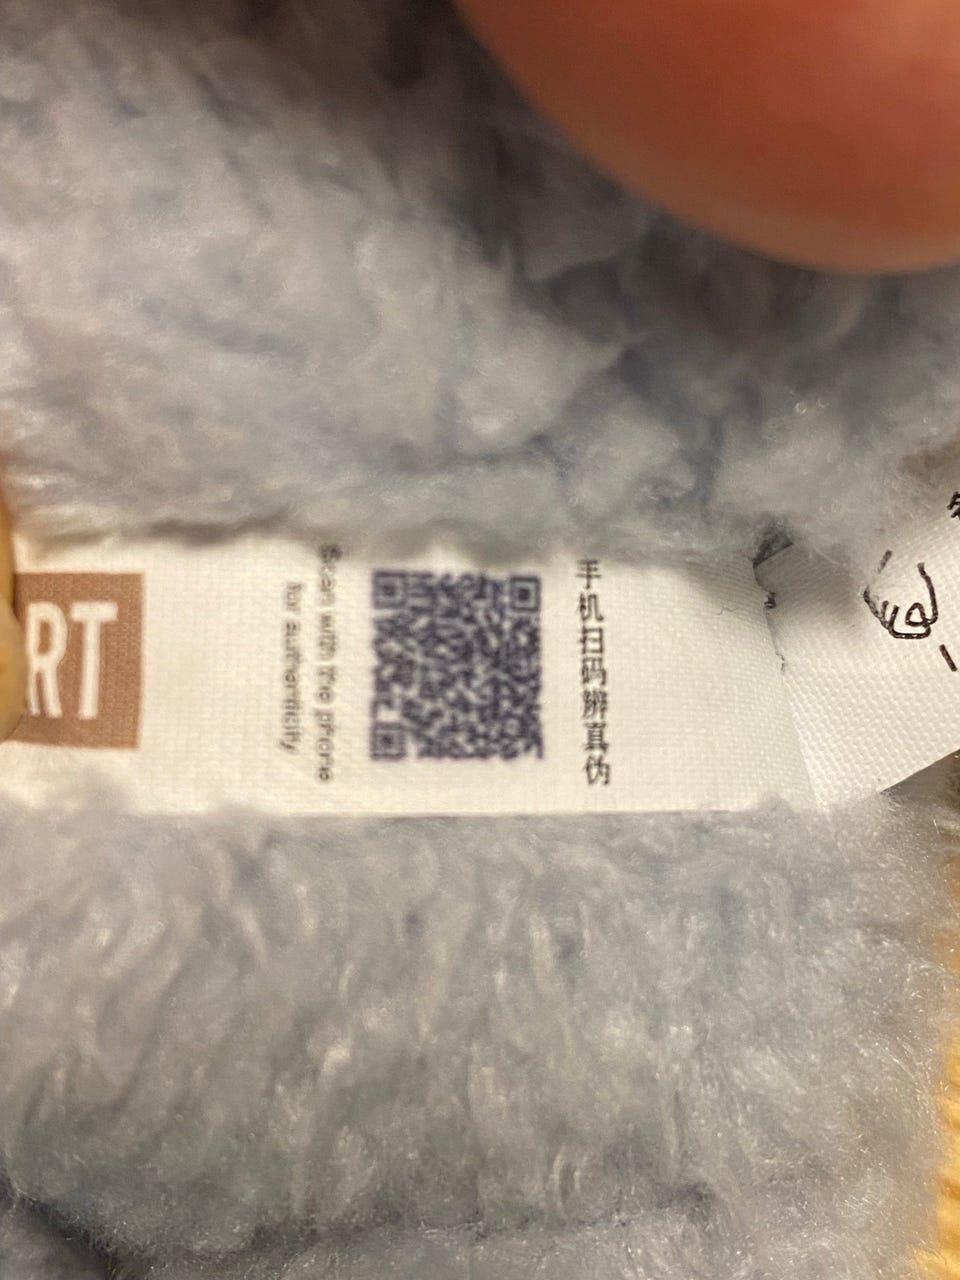 RT
Scan with the phone
for authenticity
手机扫码辨真伪